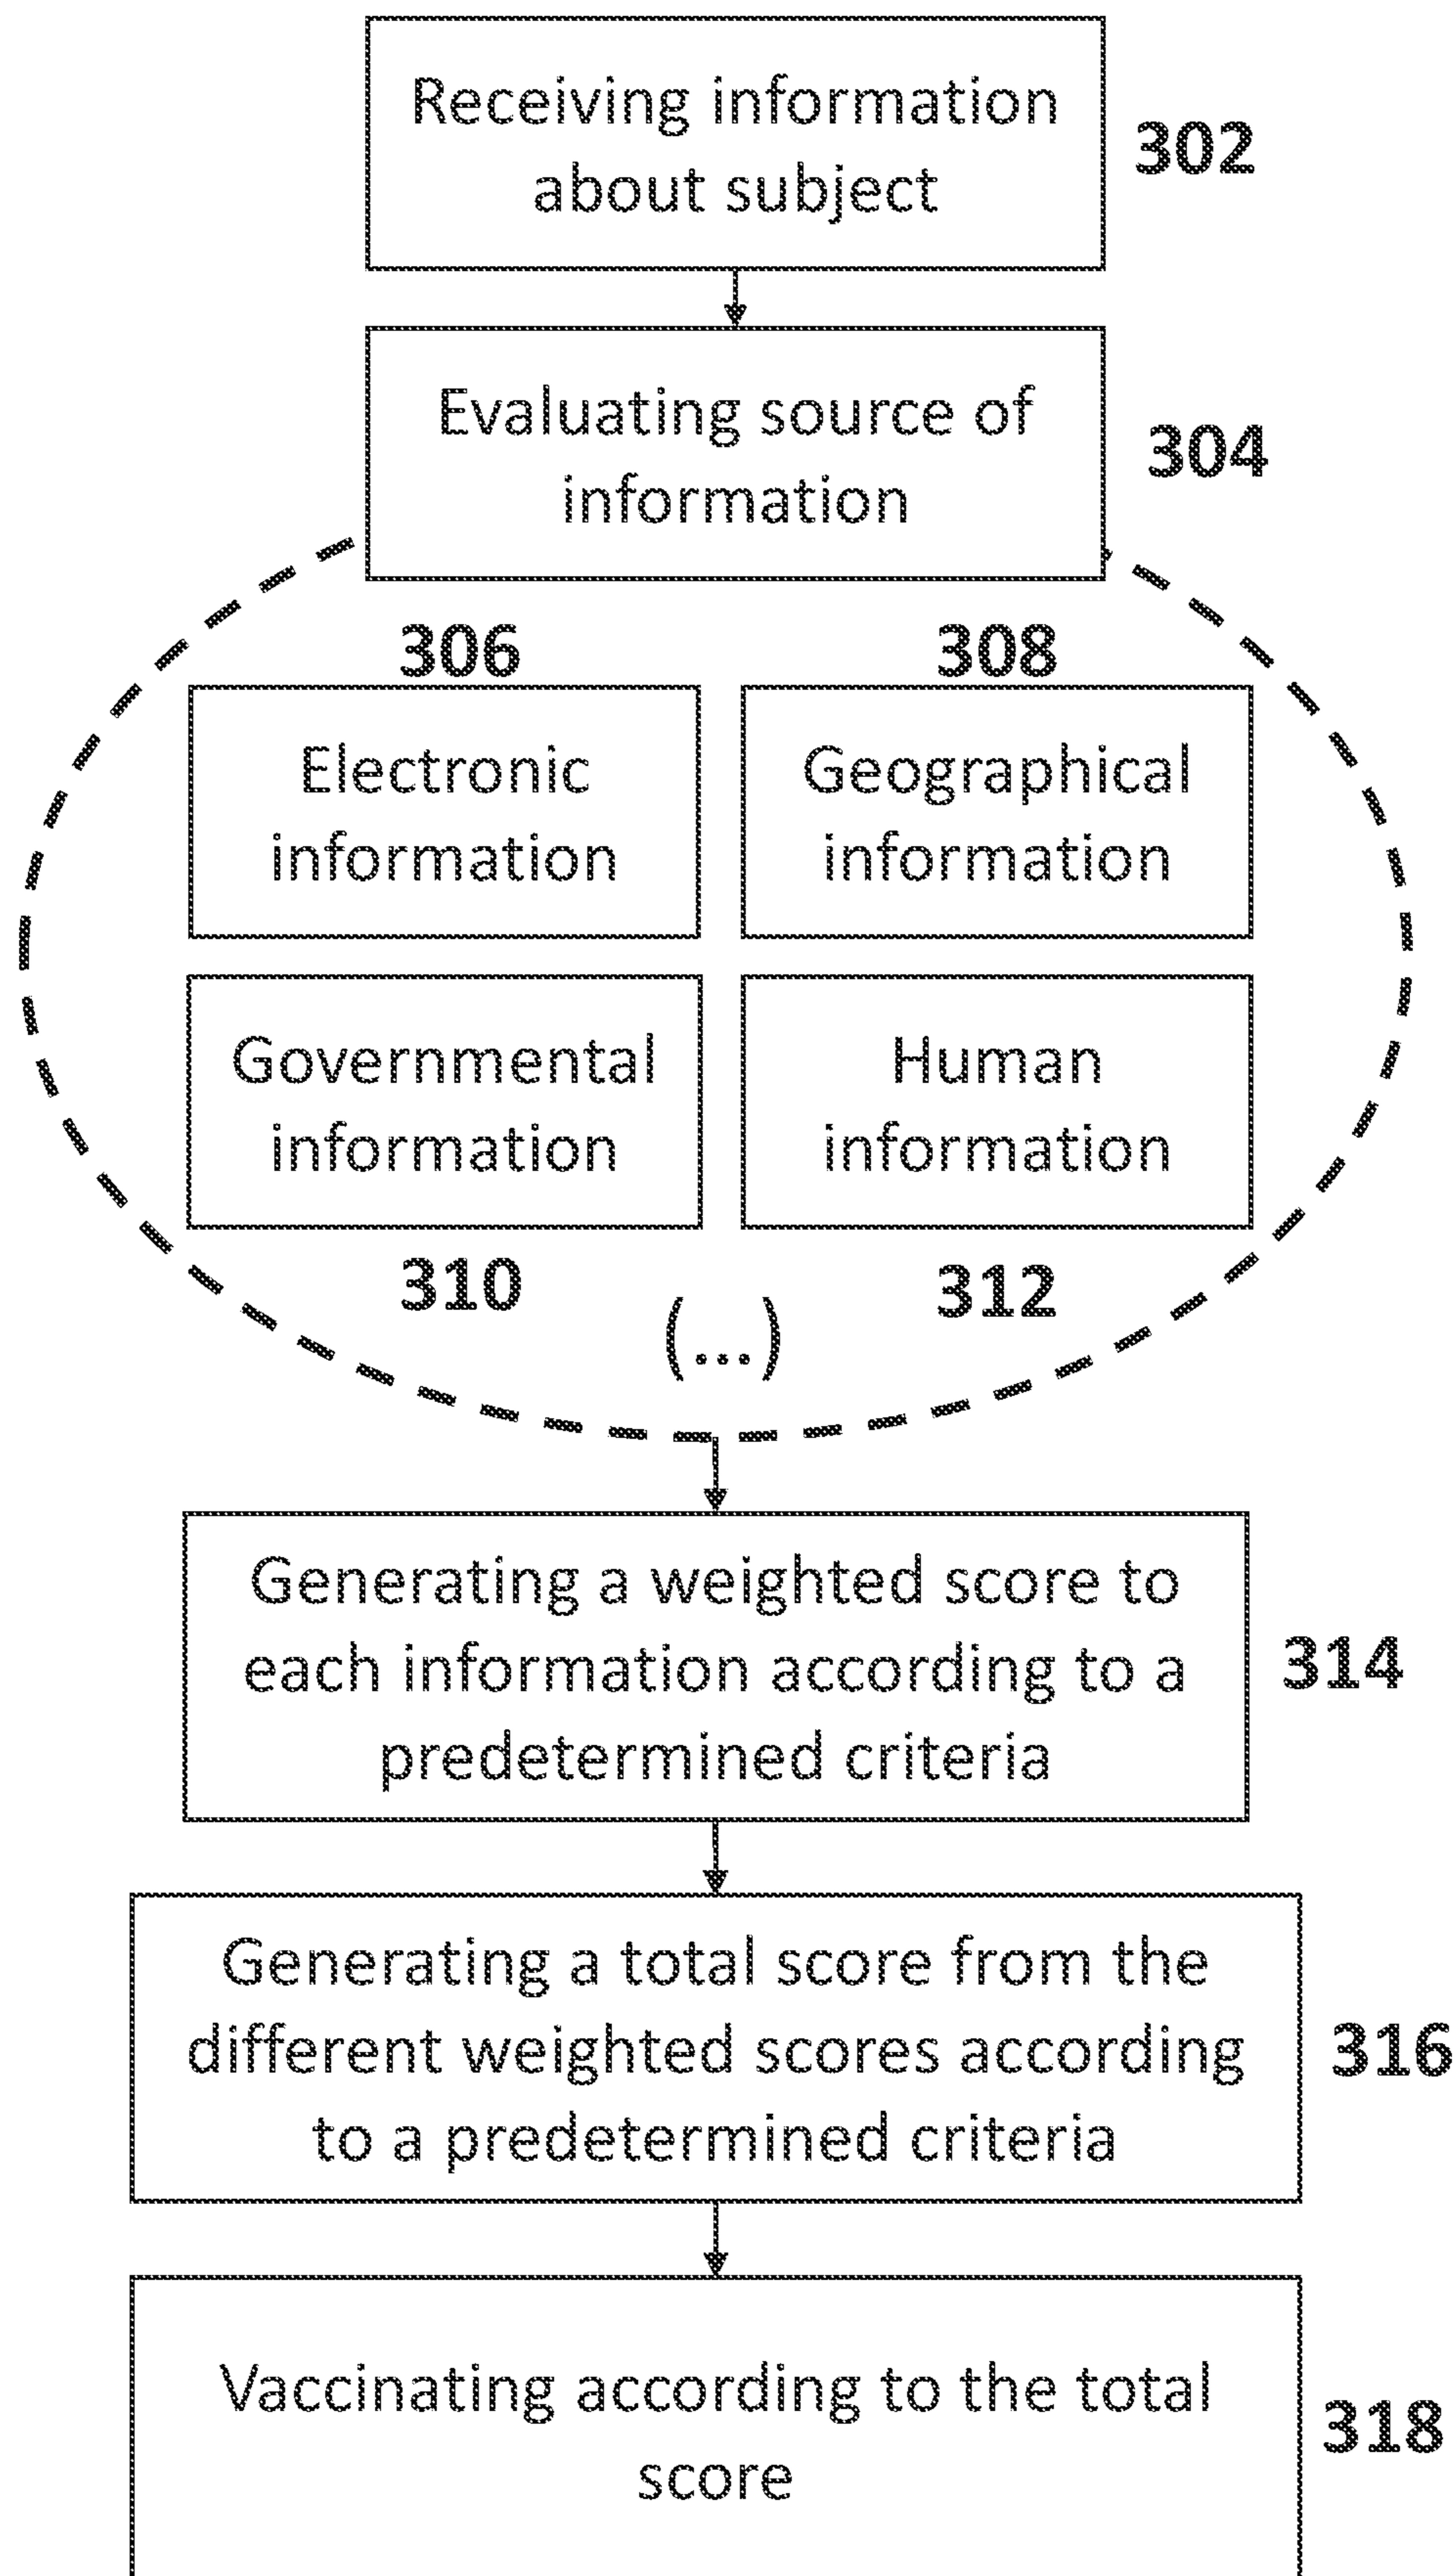 Receiving information
about subject
302
Evaluating source of
information
304
306
308
Electronic
information
Geographical
information
Governmental
information
Human
information
310
312
(...)
Generating a weighted score to
each information according to a
predetermined criteria
314
Generating a total score from the
different weighted scores according
to a predetermined criteria
316
Vaccinating according to the total
score
318